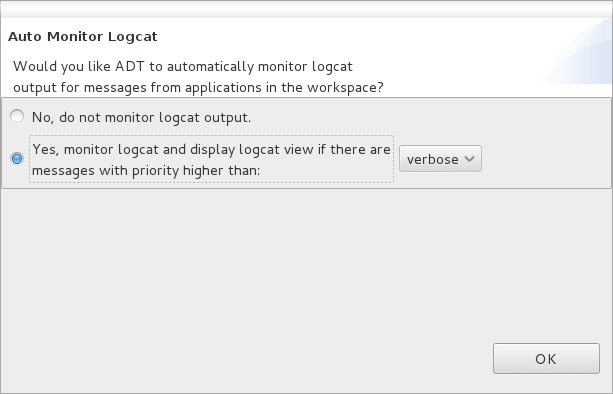 Auto Monitor Logcat
Would you like ADT to automatically monitor logcat
output for messages from applications in the workspace?
No, do not monitor logcat output.
Yes, monitor logcat and display logcat view if there are
messages with priority higher than:
verbose
OK